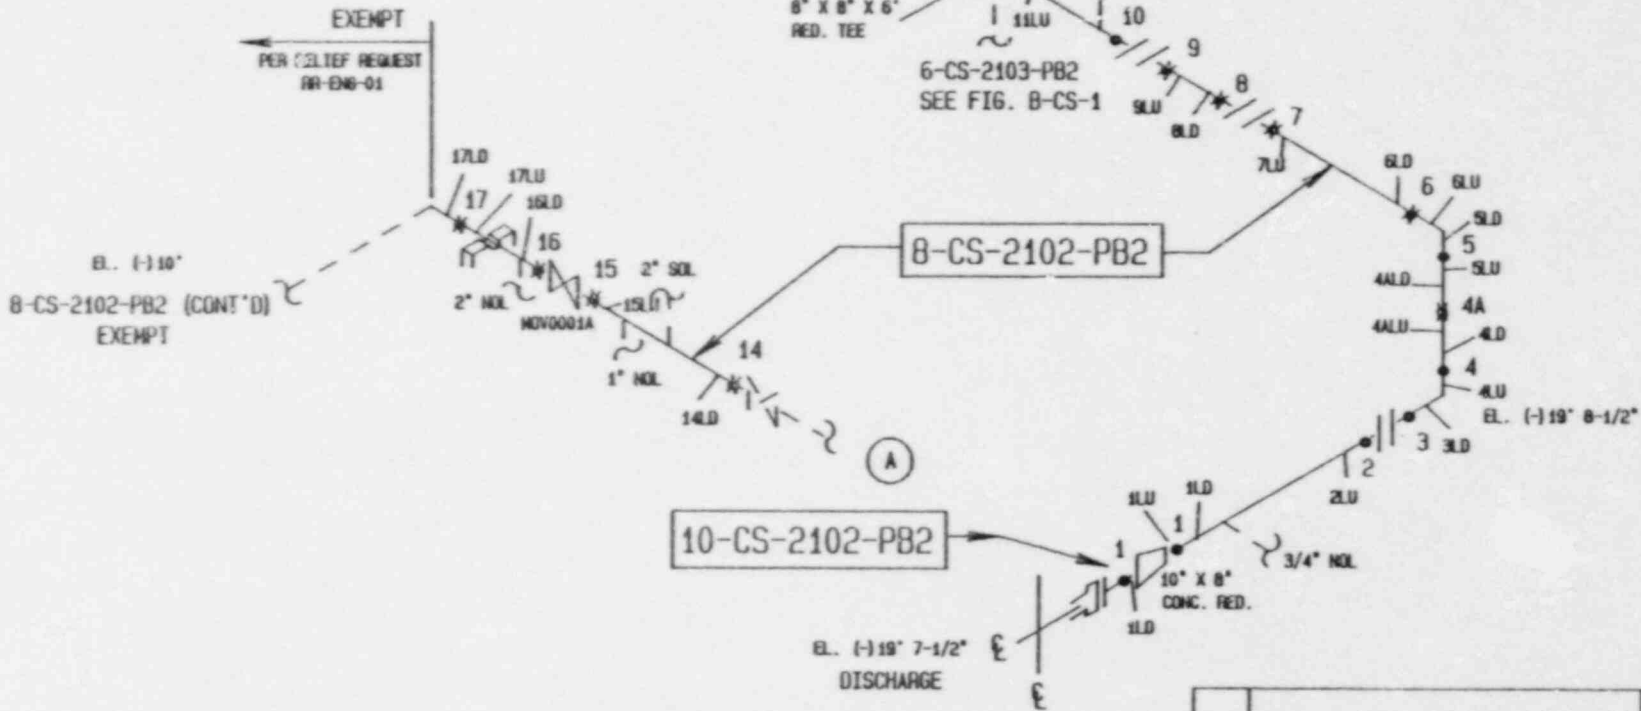 EXEMPT
PER RELIEF REQUEST
RR-ENG-01
8" X 8" X 6"
RED. TEE
11LU
10
6-CS-2103-PB2
SEE FIG. B-CS-1
9
9LU
8
8LD
7
7LU
6LD
6
6LU
5LD
5
5LU
4ALD
4A
4ALU
4LD
4
4LU
EL. (-)19' 8-1/2"
3
3LD
2
2LU
17LD
17
17LU
16LD
16
2" NOL
MOV0001A
15
2" SOL
15LU
1" NOL
14
14LD
8-CS-2102-PB2
EL. (-)10'
8-CS-2102-PB2 (CONT'D)
EXEMPT
A
10-CS-2102-PB2
1LU
1LD
1
1
3/4" NOL
10" X 8"
CONC. RED.
1LD
EL. (-)19' 7-1/2"
DISCHARGE